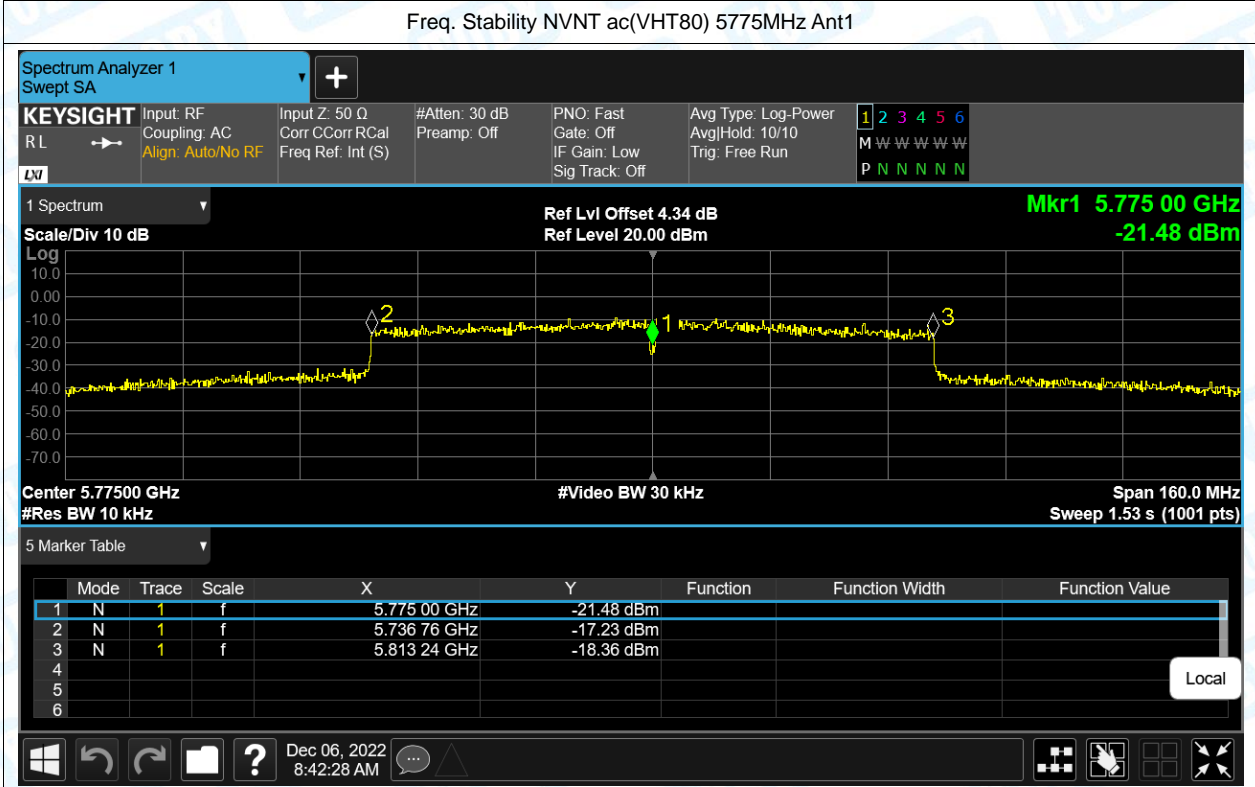 Freq. Stability NVNT ac(VHT80) 5775MHz Ant1
Spectrum Analyzer 1
Swept SA
KEYSIGHT
RL
LXI
Input: RF
Coupling: AC
Align: Auto/No RF
Input Z: 50 Ω
Corr CCorr RCal
Freq Ref: Int (S)
#Atten: 30 dB
Preamp: Off
PNO: Fast
Gate: Off
IF Gain: Low
Sig Track: Off
Avg Type: Log-Power
Avg|Hold: 10/10
Trig: Free Run
1 2 3 4 5 6
M W W W W W
P N N N N N
1 Spectrum
Scale/Div 10 dB
Ref Lvl Offset 4.34 dB
Ref Level 20.00 dBm
Mkr1 5.775 00 GHz
-21.48 dBm
Log
10.0
0.00
-10.0
-20.0
-30.0
-40.0
-50.0
-60.0
-70.0
2
1
3
Center 5.77500 GHz
#Video BW 30 kHz
Span 160.0 MHz
#Res BW 10 kHz
Sweep 1.53 s (1001 pts)
5 Marker Table
Mode Trace Scale X Y Function Function Width Function Value
1 N 1 f 5.775 00 GHz -21.48 dBm
2 N 1 f 5.736 76 GHz -17.23 dBm
3 N 1 f 5.813 24 GHz -18.36 dBm
4
5
6
Local
?
Dec 06, 2022
8:42:28 AM